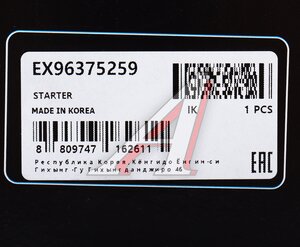 EX96375259
STARTER
MADE IN KOREA
IK
1 PCS
8 809747 162611
Республика Корея, Кёнгидо Ёнгин-си
Гихынг-Гу Гихынгданджиро 46
EAC